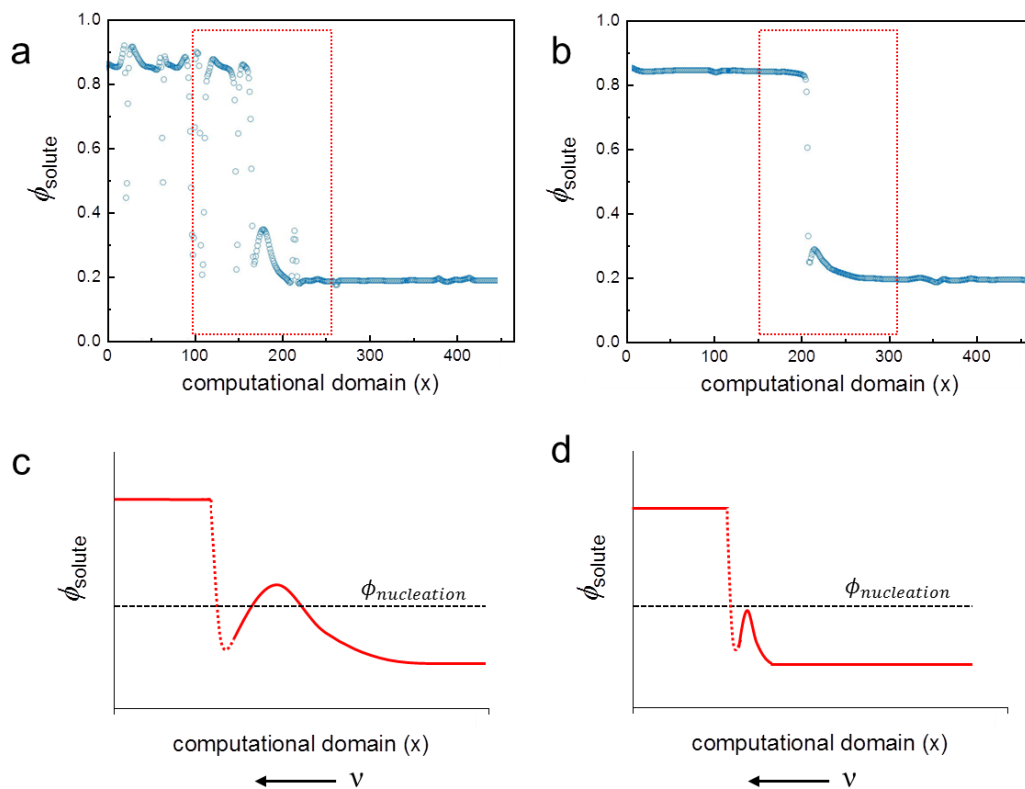 a
1.0
0.8
0.6
0.4
0.2
0.0
ϕsolute
0 100 200 300 400
computational domain (x)
b
1.0
0.8
0.6
0.4
0.2
0.0
ϕsolute
0 100 200 300 400
computational domain (x)
c
ϕsolute
ϕnucleation
computational domain (x)
ν
d
ϕsolute
ϕnucleation
computational domain (x)
ν